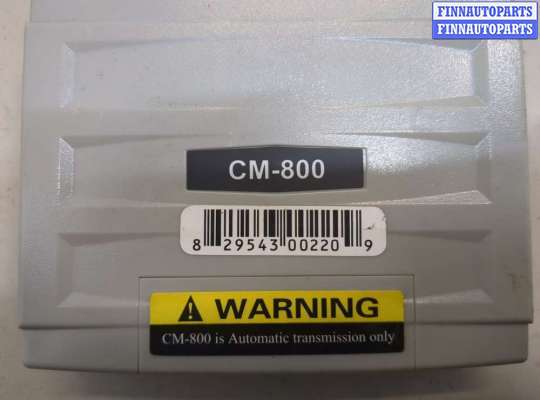 FINNAUTOPARTS
FINNAUTOPARTS
CM-800
8 29543 00220 9
WARNING
CM-800 is Automatic transmission only